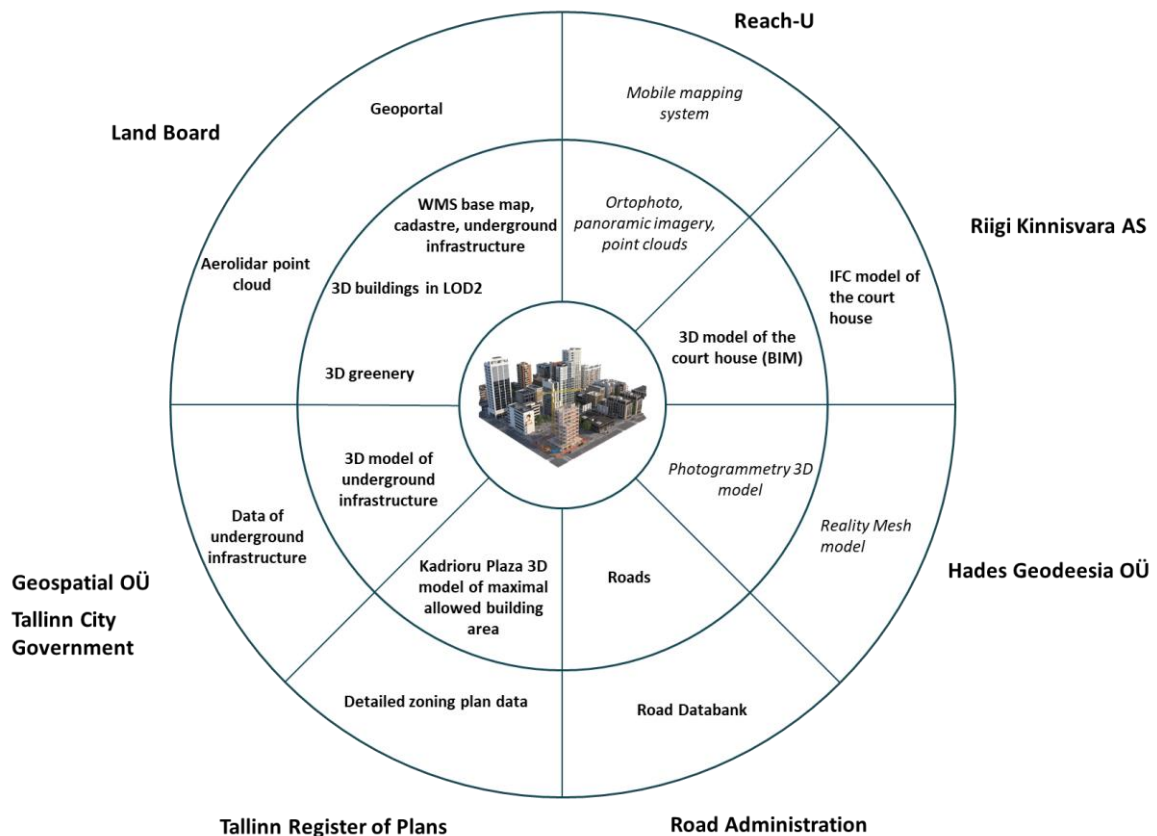 Reach-U
Mobile mapping
system
Geoportal
Land Board
WMS base map,
cadastre, underground
infrastructure
Ortophoto,
panoramic imagery,
point clouds
Riigi Kinnisvara AS
Aerolidar point
cloud
3D buildings in LOD2
IFC model of
the court
house
3D model of the
court house (BIM)
3D greenery
3D model of
underground
infrastructure
Photogrammetry 3D
model
Data of
underground
infrastructure
Reality Mesh
model
Geospatial OÜ
Tallinn City
Government
Kadrioru Plaza 3D
model of maximal
allowed building
area
Roads
Hades Geodeesia OÜ
Detailed zoning plan data
Road Databank
Tallinn Register of Plans
Road Administration